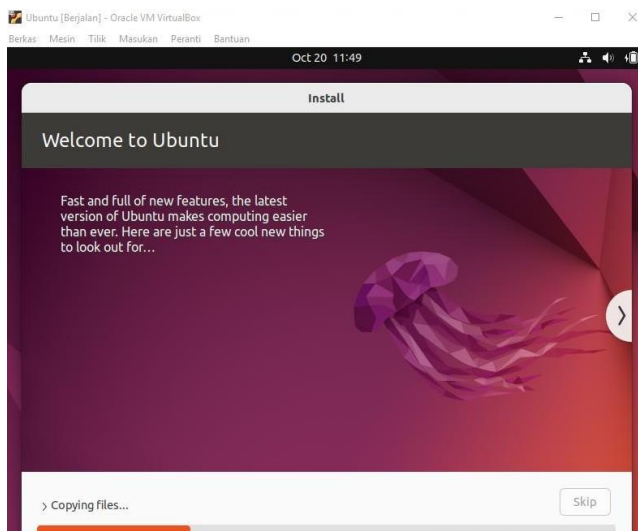 Ubuntu [Berjalan] - Oracle VM VirtualBox
Berkas Mesin Tilik Masukan Peranti Bantuan
Oct 20 11:49
Install
Welcome to Ubuntu
Fast and full of new features, the latest
version of Ubuntu makes computing easier
than ever. Here are just a few cool new things
to look out for…
Copying files...
Skip